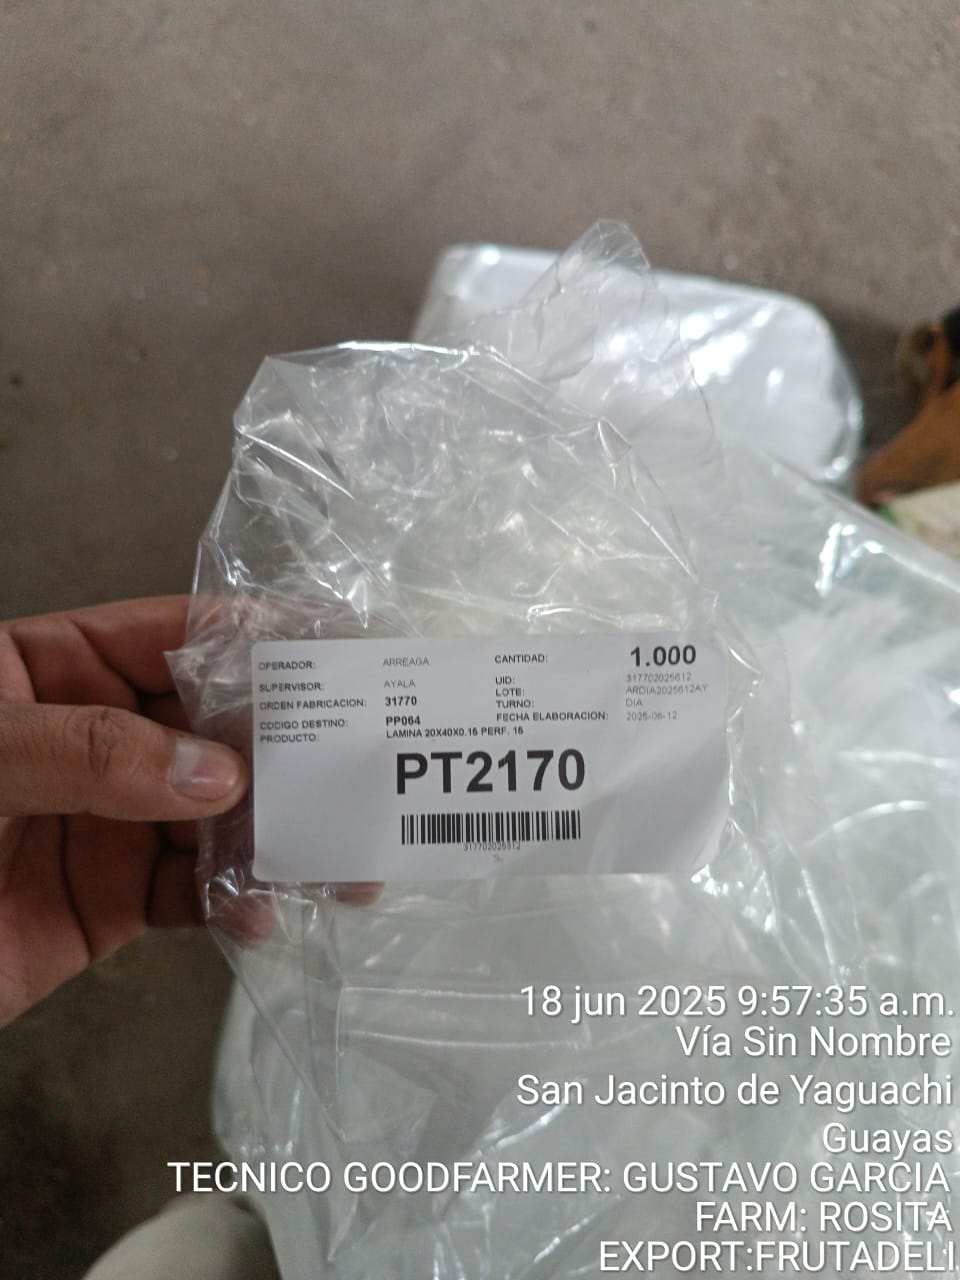 OPERADOR: ARREAGA CANTIDAD: 1.000
SUPERVISOR: AYALA UID: 317702025612
ORDEN FABRICACION: 31770 LOTE: ARDIA2025612AY
TURNO: DIA
CODIGO DESTINO: PP064 FECHA ELABORACION: 2025-06-12
PRODUCTO: LAMINA 20X40X0.16 PERF. 16
PT2170
317702025612
18 jun 2025 9:57:35 a.m.
Vía Sin Nombre
San Jacinto de Yaguachi
Guayas
TECNICO GOODFARMER: GUSTAVO GARCIA
FARM: ROSITA
EXPORT:FRUTADELI